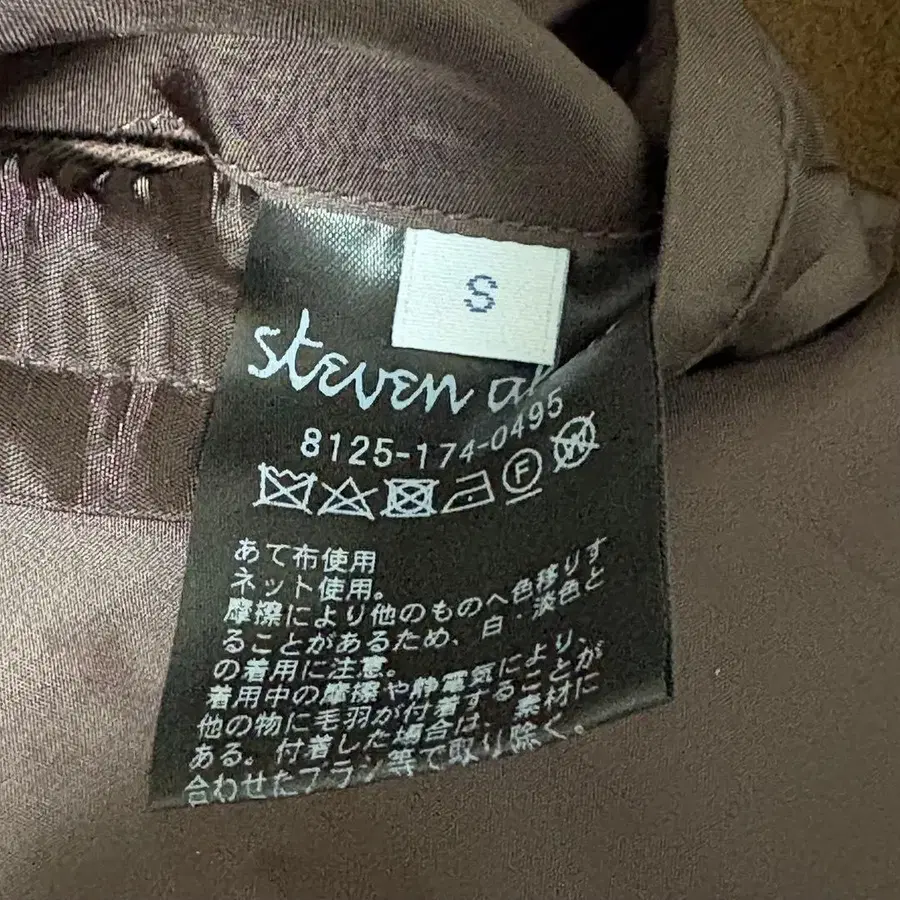 S
steven al
8125-174-0495
F
W
あて布使用
ネット使用。
摩擦により他のものへ色移りす
ることがあるため、白・淡色と
の着用に注意。
着用中の摩擦や静電気により、
他の物に毛羽が付着することが
ある。付着した場合は、素材に
合わせたブラシ等で取り除く。